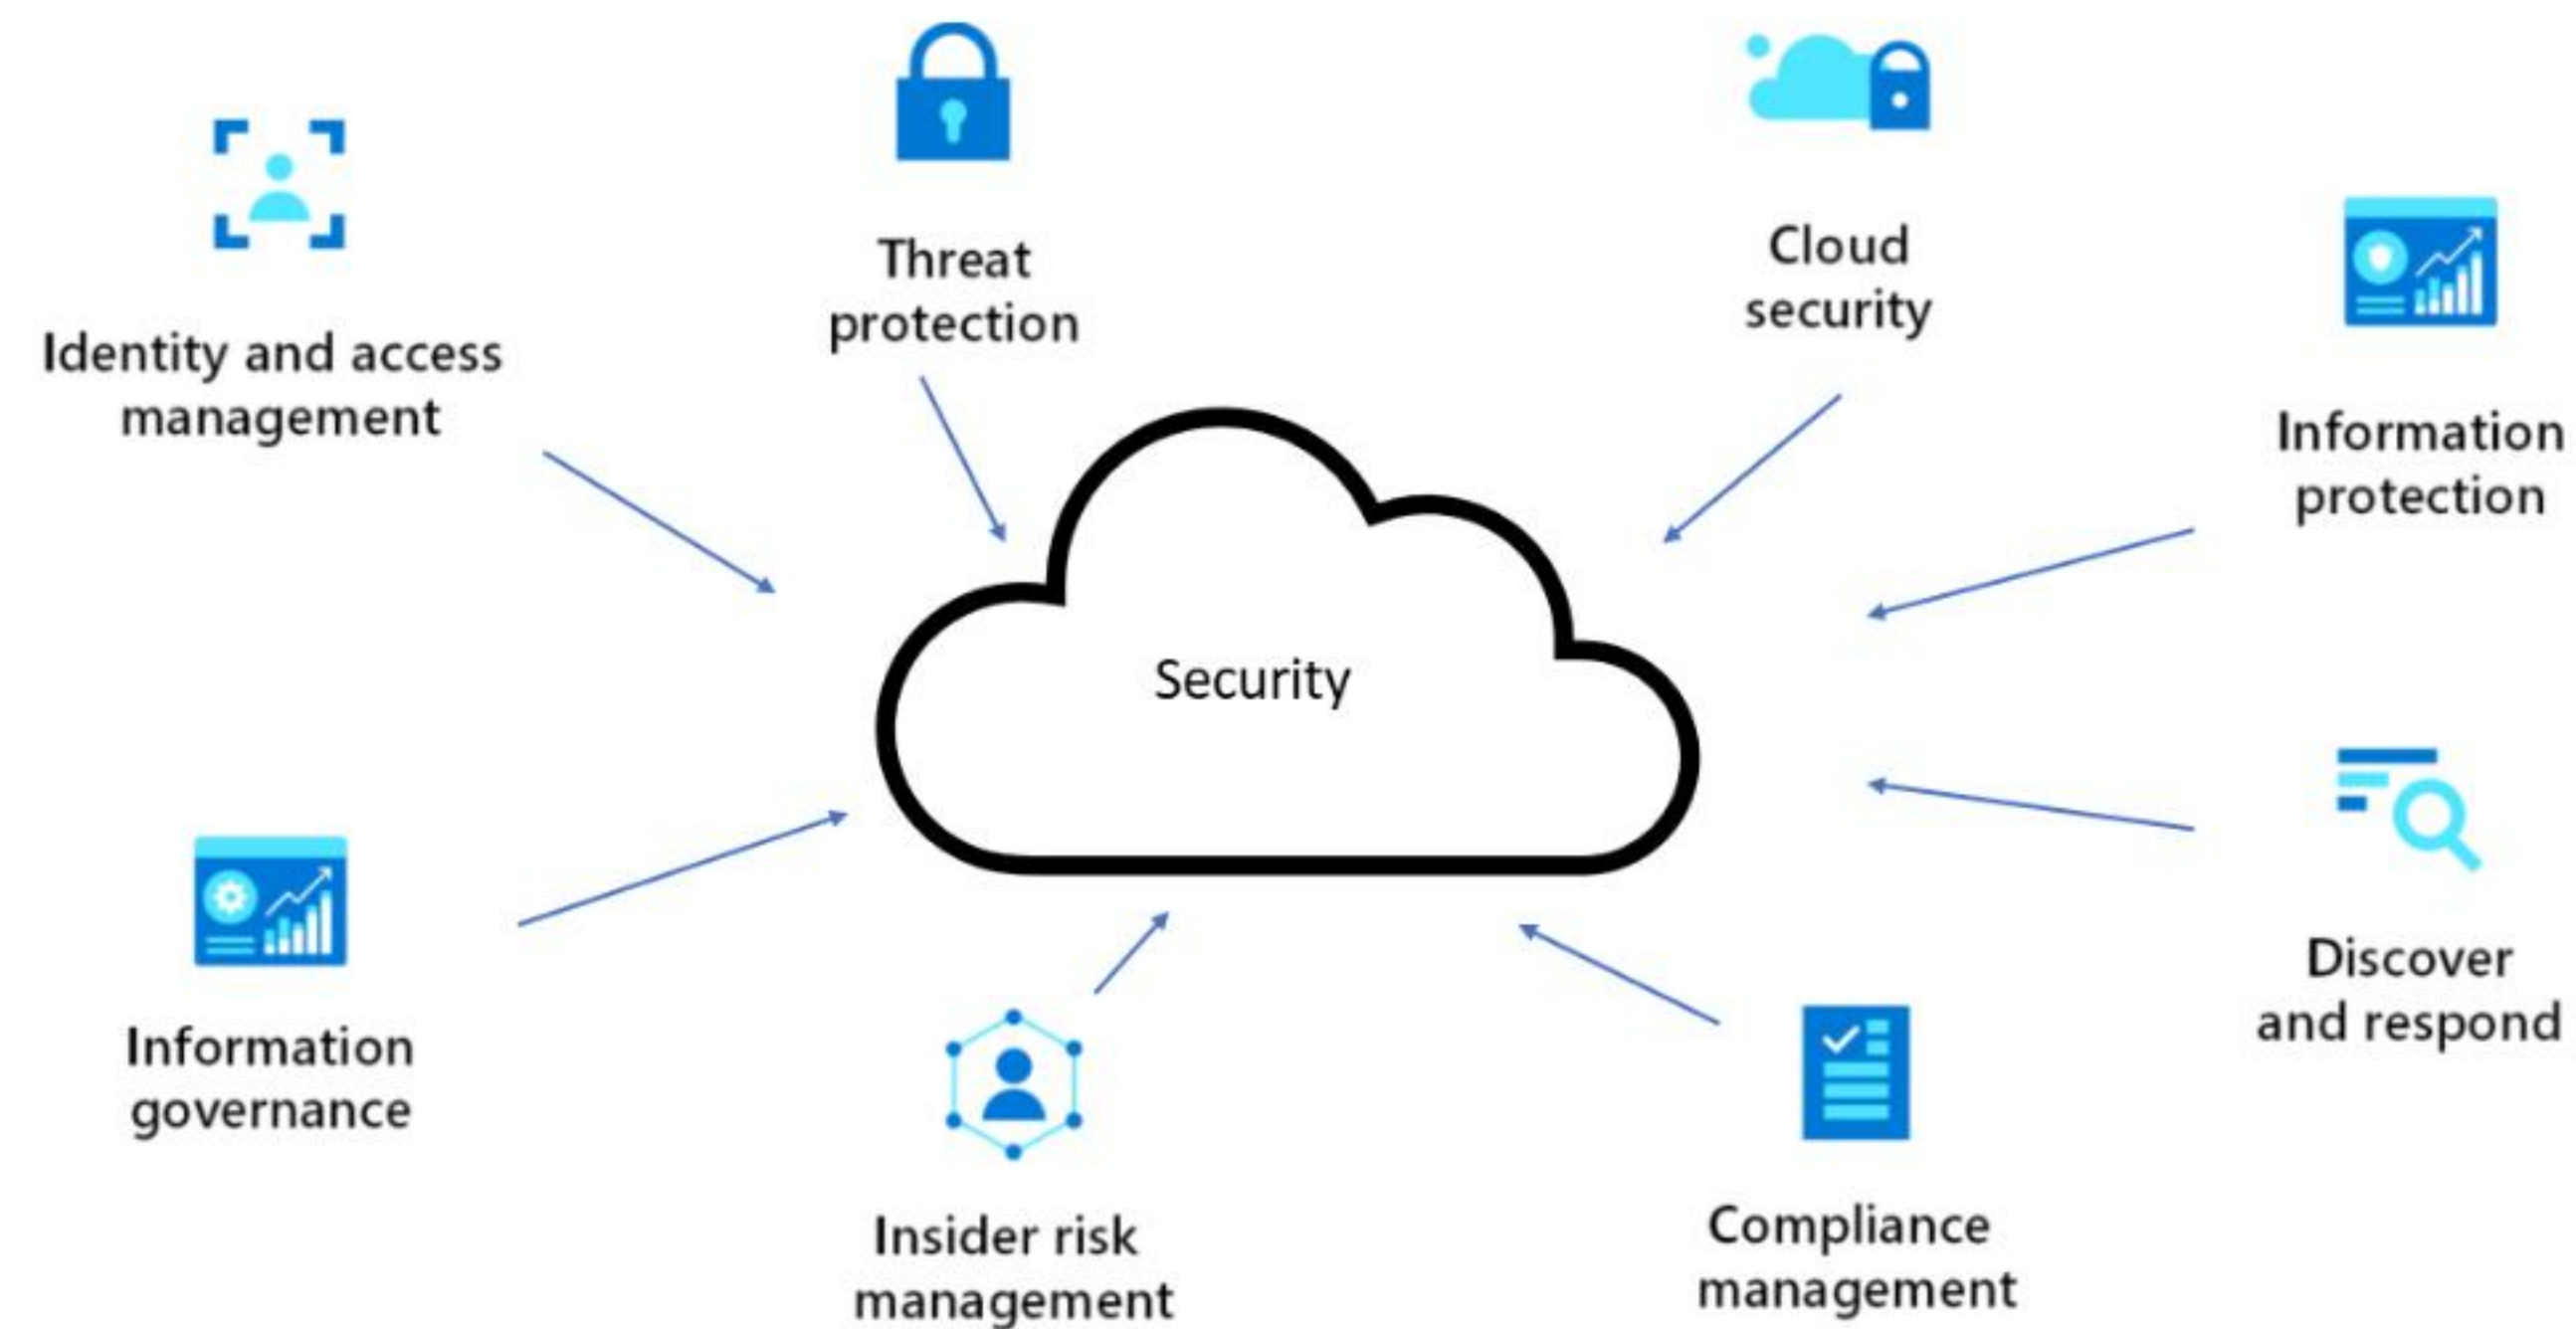 Threat
protection
Cloud
security
Identity and access
management
Information
protection
Security
Information
governance
Discover
and respond
Insider risk
management
Compliance
management